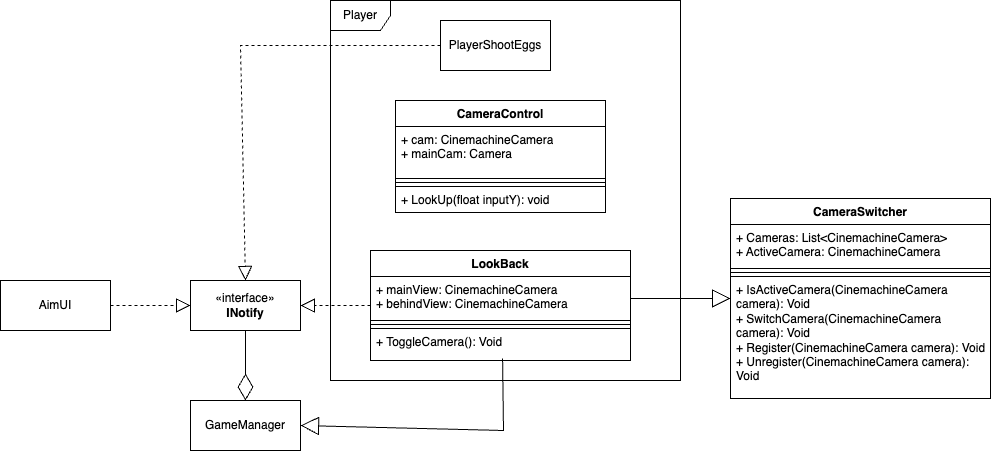 Player
PlayerShootEggs
CameraControl
+ cam: CinemachineCamera
+ mainCam: Camera
+ LookUp(float inputY): void
CameraSwitcher
+ Cameras: List<CinemachineCamera>
+ ActiveCamera: CinemachineCamera
+ IsActiveCamera(CinemachineCamera
camera): Void
+ SwitchCamera(CinemachineCamera
camera): Void
+ Register(CinemachineCamera camera): Void
+ Unregister(CinemachineCamera camera):
Void
LookBack
+ mainView: CinemachineCamera
+ behindView: CinemachineCamera
+ ToggleCamera(): Void
AimUI
«interface»
INotify
GameManager